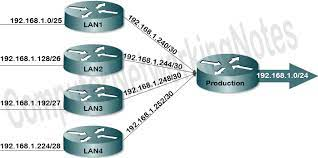 192.168.1.0/25
LAN1
192.168.1.240/30
192.168.1.128/26
LAN2
192.168.1.244/30
192.168.1.248/30
Production
192.168.1.0/24
192.168.1.192/27
LAN3
192.168.1.252/30
192.168.1.224/28
LAN4
ComputerNetworkingNotes